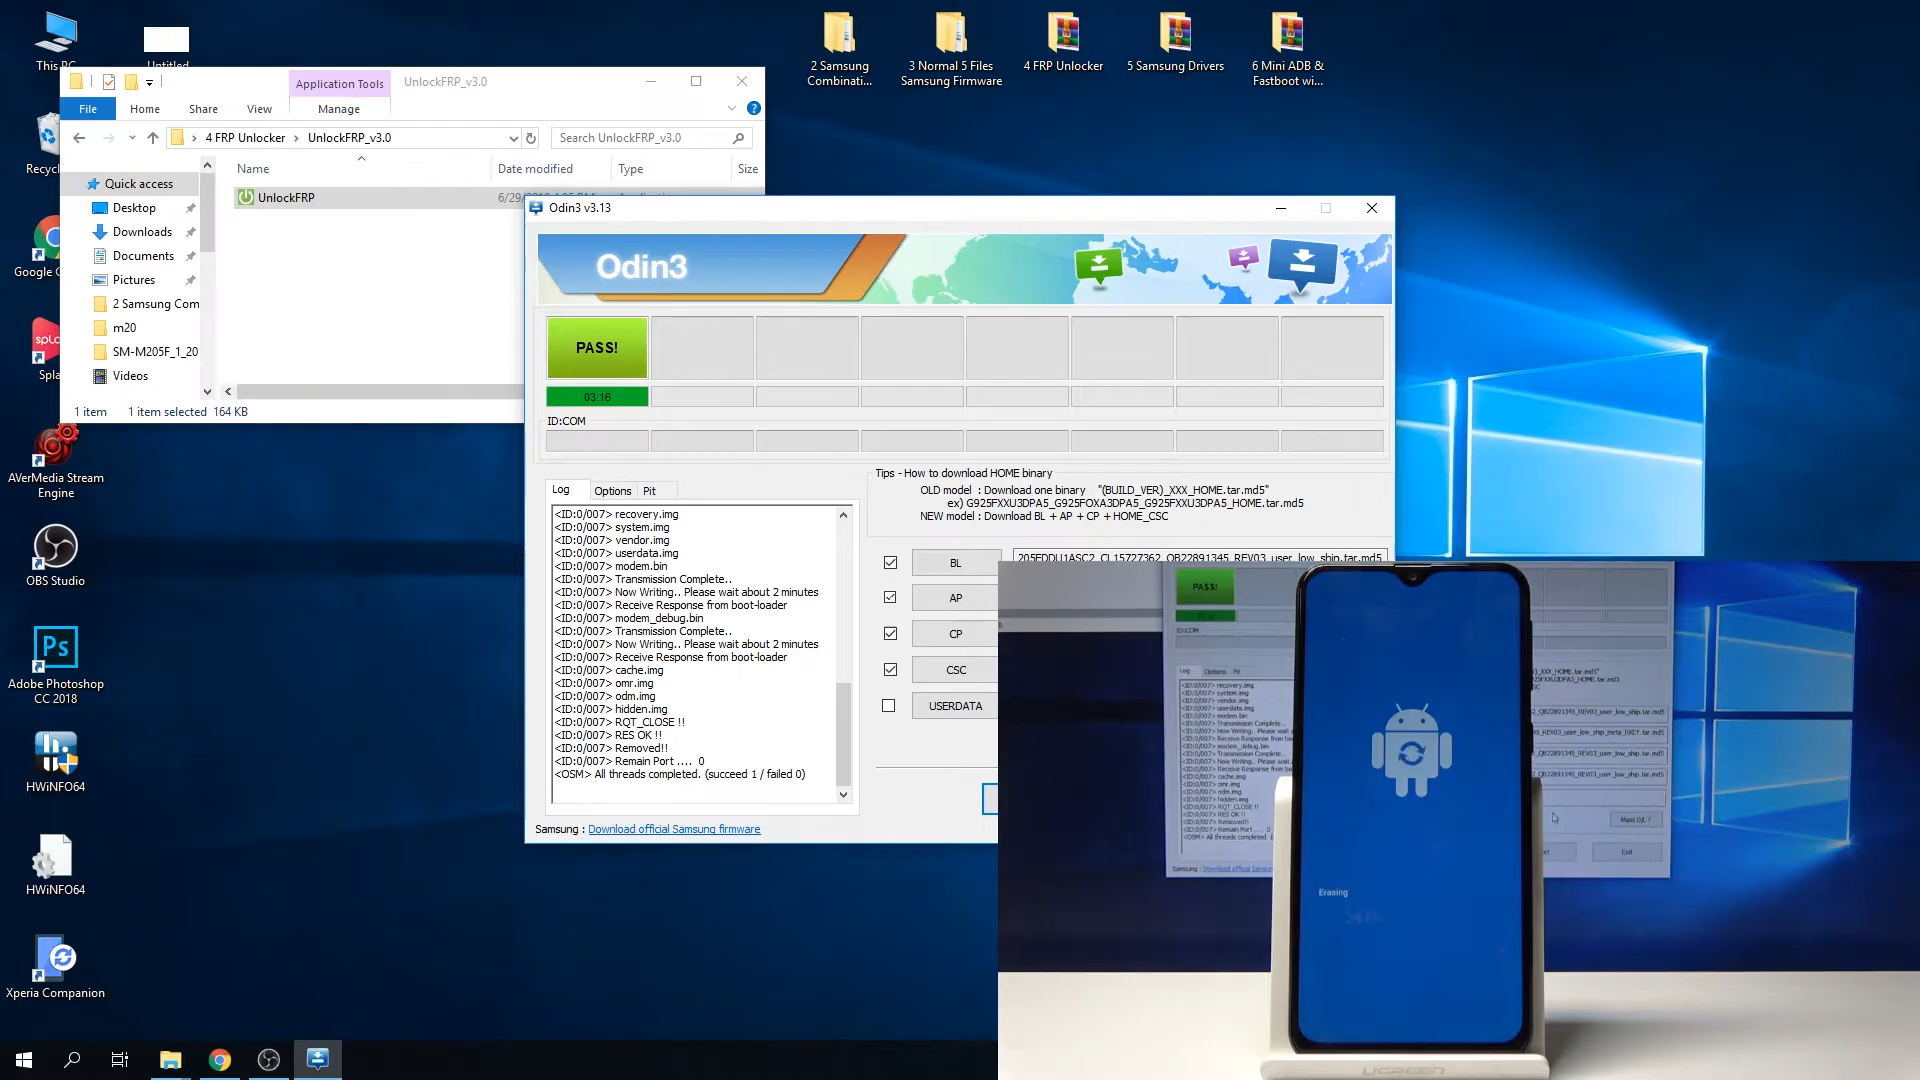 This PC
Untitled
Recycl
Google C
Spla
AVerMedia Stream
Engine
OBS Studio
Ps
Adobe Photoshop
CC 2018
HWiNFO64
HWiNFO64
Xperia Companion
2 Samsung
Combinati...
3 Normal 5 Files
Samsung Firmware
4 FRP Unlocker
5 Samsung Drivers
6 Mini ADB &
Fastboot wi...
Application Tools
UnlockFRP_v3.0
File
Home
Share
View
Manage
4 FRP Unlocker
UnlockFRP_v3.0
Search UnlockFRP_v3.0
Name
Date modified
Type
Size
Quick access
Desktop
Downloads
Documents
Pictures
2 Samsung Com
m20
SM-M205F_1_20
Videos
UnlockFRP
1 item
1 item selected 164 KB
Odin3 v3.13
Odin3
PASS!
03:16
ID:COM
Log
Options
Pit
<ID:0/007> recovery.img
<ID:0/007> system.img
<ID:0/007> vendor.img
<ID:0/007> userdata.img
<ID:0/007> modem.bin
<ID:0/007> Transmission Complete..
<ID:0/007> Now Writing.. Please wait about 2 minutes
<ID:0/007> Receive Response from boot-loader
<ID:0/007> modem_debug.bin
<ID:0/007> Transmission Complete..
<ID:0/007> Now Writing.. Please wait about 2 minutes
<ID:0/007> Receive Response from boot-loader
<ID:0/007> cache.img
<ID:0/007> omr.img
<ID:0/007> odm.img
<ID:0/007> hidden.img
<ID:0/007> RQT_CLOSE !!
<ID:0/007> RES OK !!
<ID:0/007> Removed!!
<ID:0/007> Remain Port .... 0
<OSM> All threads completed. (succeed 1 / failed 0)
Samsung : Download official Samsung firmware
Tips - How to download HOME binary
OLD model : Download one binary "(BUILD_VER)_XXX_HOME.tar.md5"
ex) G925FXXU3DPA5_G925FOXA3DPA5_G925FXXU3DPA5_HOME.tar.md5
NEW model : Download BL + AP + CP + HOME_CSC
BL
205FDDU1ASC2_CL15727362_QB22891345_REV03_user_low_ship.tar.md5
AP
CP
CSC
USERDATA
PASS!
ID:COM
Log
Options
Pit
Mass D/L ?
Exit
Erasing
UGREEN